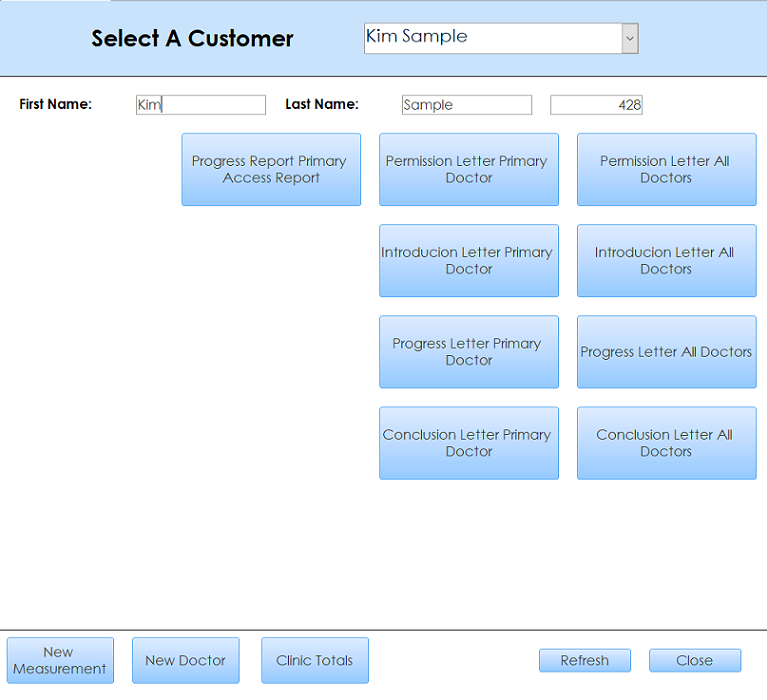 Select A Customer
Kim Sample
First Name:
Kim
Last Name:
Sample
428
Progress Report Primary
Access Report
Permission Letter Primary
Doctor
Permission Letter All
Doctors
Introducion Letter Primary
Doctor
Introducion Letter All
Doctors
Progress Letter Primary
Doctor
Progress Letter All Doctors
Conclusion Letter Primary
Doctor
Conclusion Letter All
Doctors
New
Measurement
New Doctor
Clinic Totals
Refresh
Close